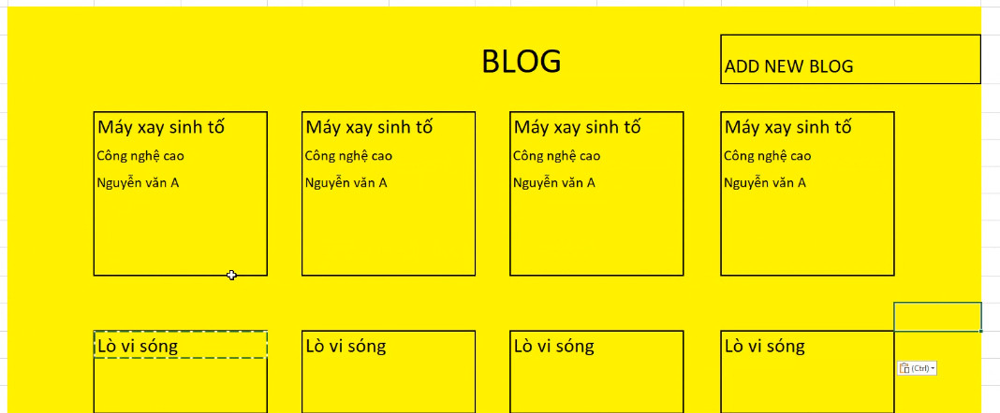 BLOG
ADD NEW BLOG
Máy xay sinh tố
Công nghệ cao
Nguyễn văn A
Máy xay sinh tố
Công nghệ cao
Nguyễn văn A
Máy xay sinh tố
Công nghệ cao
Nguyễn văn A
Máy xay sinh tố
Công nghệ cao
Nguyễn văn A
Lò vi sóng
Lò vi sóng
Lò vi sóng
Lò vi sóng
(Ctrl)